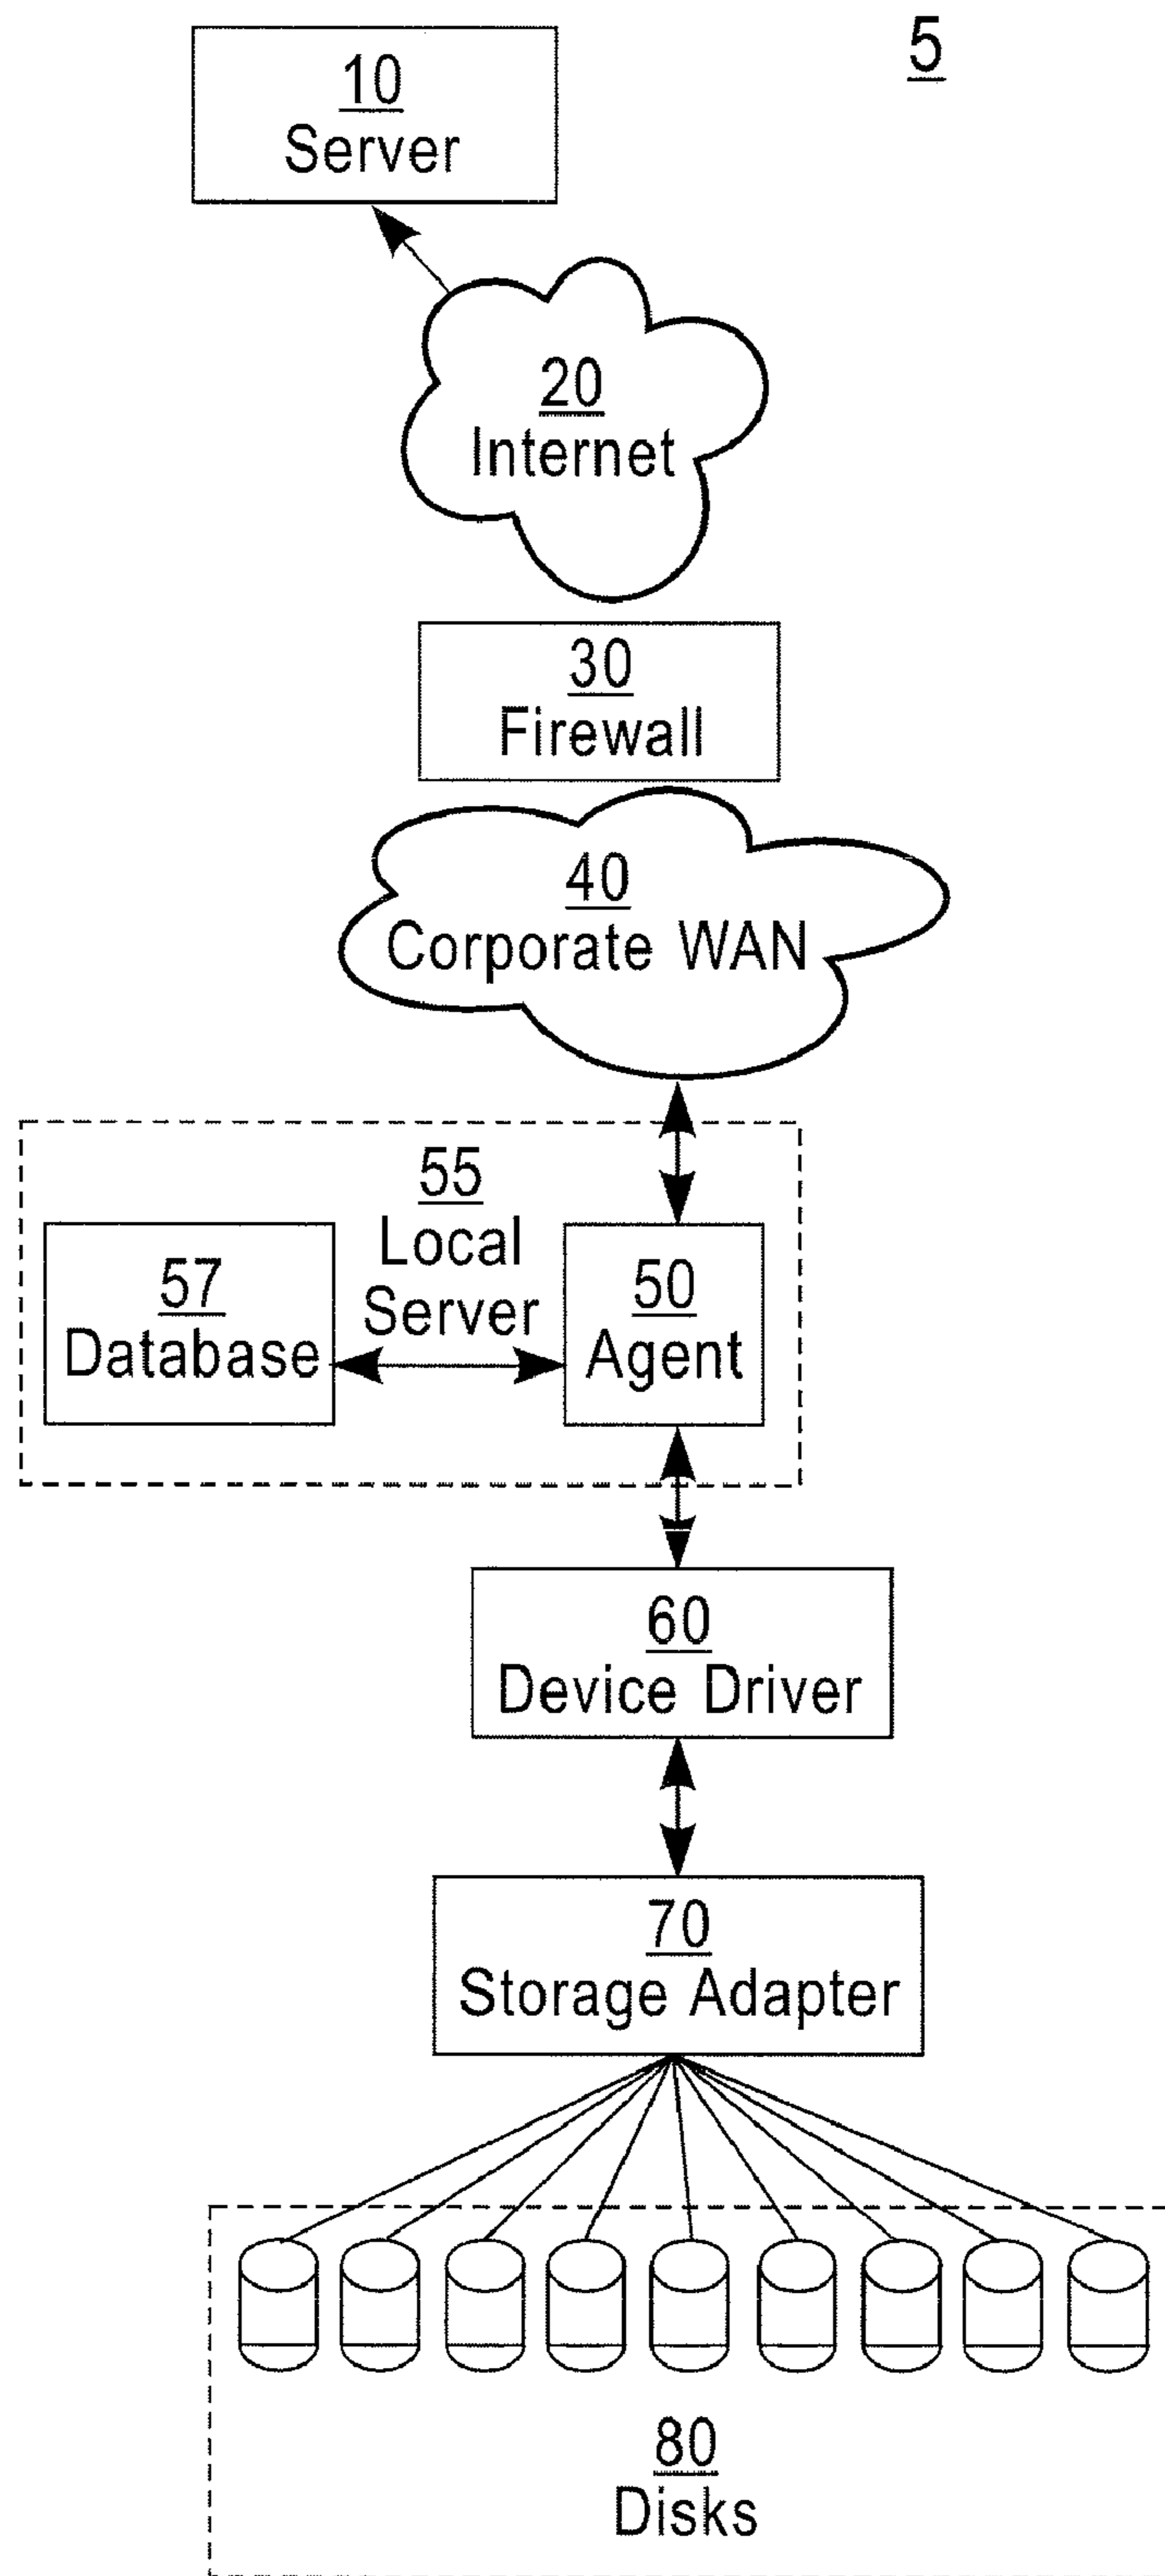 5
10
Server
20
Internet
30
Firewall
40
Corporate WAN
55
Local
Server
57
Database
50
Agent
60
Device Driver
70
Storage Adapter
80
Disks